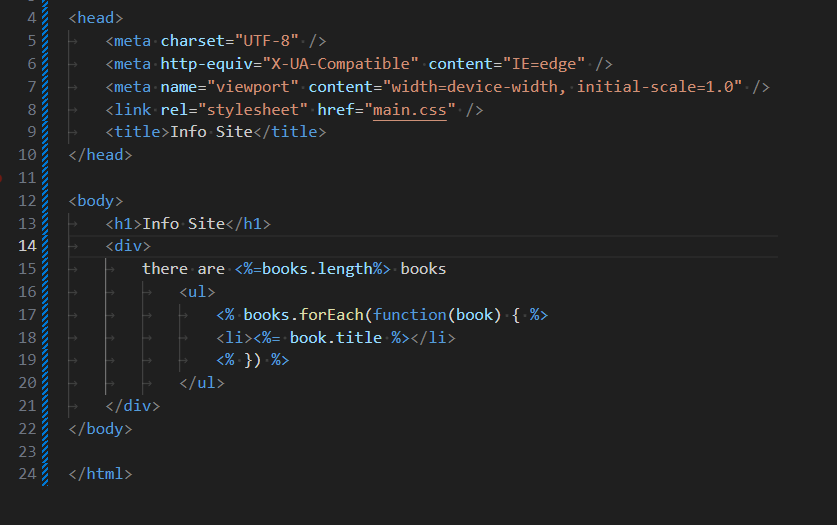 4 <head>
5 <meta charset="UTF-8" />
6 <meta http-equiv="X-UA-Compatible" content="IE=edge" />
7 <meta name="viewport" content="width=device-width, initial-scale=1.0" />
8 <link rel="stylesheet" href="main.css" />
9 <title>Info Site</title>
10 </head>
11
12 <body>
13 <h1>Info Site</h1>
14 <div>
15 there are <%=books.length%> books
16 <ul>
17 <% books.forEach(function(book) { %>
18 <li><%= book.title %></li>
19 <% }) %>
20 </ul>
21 </div>
22 </body>
23
24 </html>